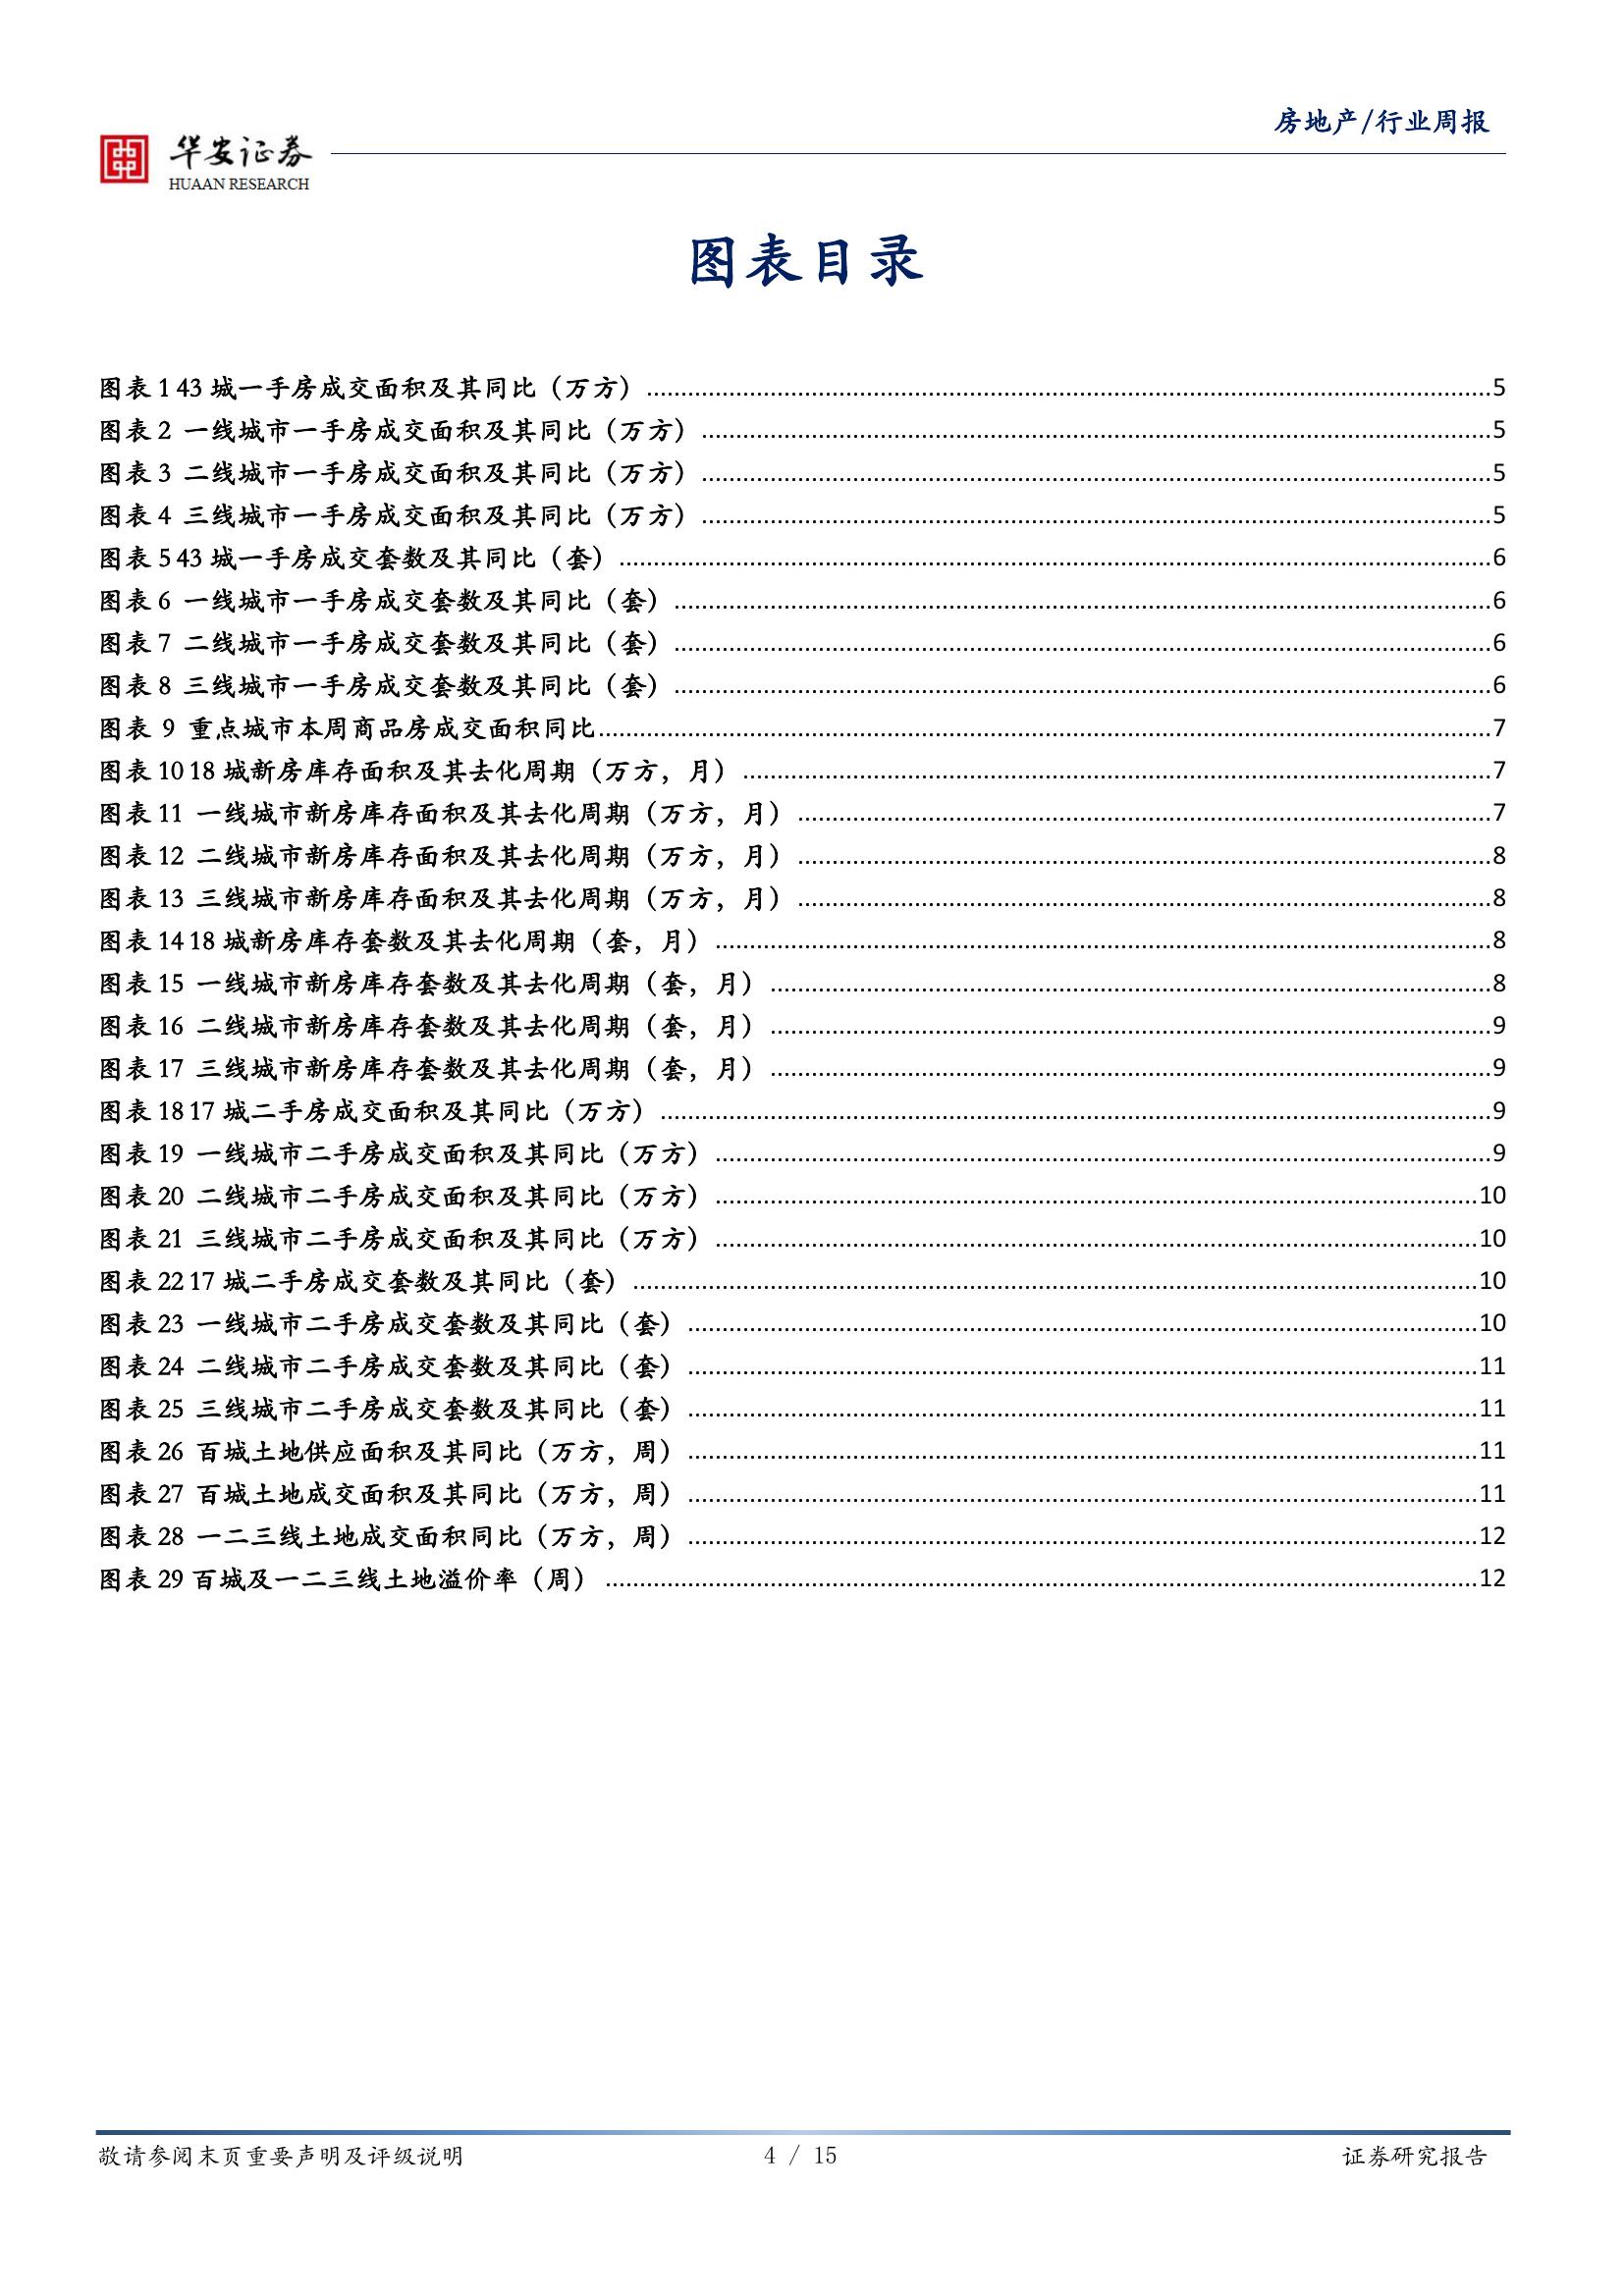 房地产/行业周报
华安证券
HUAAN RESEARCH
图表目录
图表 1 43 城一手房成交面积及其同比（万方）5
图表 2 一线城市一手房成交面积及其同比（万方）5
图表 3 二线城市一手房成交面积及其同比（万方）5
图表 4 三线城市一手房成交面积及其同比（万方）5
图表 5 43 城一手房成交套数及其同比（套）6
图表 6 一线城市一手房成交套数及其同比（套）6
图表 7 二线城市一手房成交套数及其同比（套）6
图表 8 三线城市一手房成交套数及其同比（套）6
图表 9 重点城市本周商品房成交面积同比7
图表 10 18 城新房库存面积及其去化周期（万方，月）7
图表 11 一线城市新房库存面积及其去化周期（万方，月）7
图表 12 二线城市新房库存面积及其去化周期（万方，月）8
图表 13 三线城市新房库存面积及其去化周期（万方，月）8
图表 14 18 城新房库存套数及其去化周期（套，月）8
图表 15 一线城市新房库存套数及其去化周期（套，月）8
图表 16 二线城市新房库存套数及其去化周期（套，月）9
图表 17 三线城市新房库存套数及其去化周期（套，月）9
图表 18 17 城二手房成交面积及其同比（万方）9
图表 19 一线城市二手房成交面积及其同比（万方）9
图表 20 二线城市二手房成交面积及其同比（万方）10
图表 21 三线城市二手房成交面积及其同比（万方）10
图表 22 17 城二手房成交套数及其同比（套）10
图表 23 一线城市二手房成交套数及其同比（套）10
图表 24 二线城市二手房成交套数及其同比（套）11
图表 25 三线城市二手房成交套数及其同比（套）11
图表 26 百城土地供应面积及其同比（万方，周）11
图表 27 百城土地成交面积及其同比（万方，周）11
图表 28 一二三线土地成交面积同比（万方，周）12
图表 29 百城及一二三线土地溢价率（周）12
敬请参阅末页重要声明及评级说明
4 / 15
证券研究报告